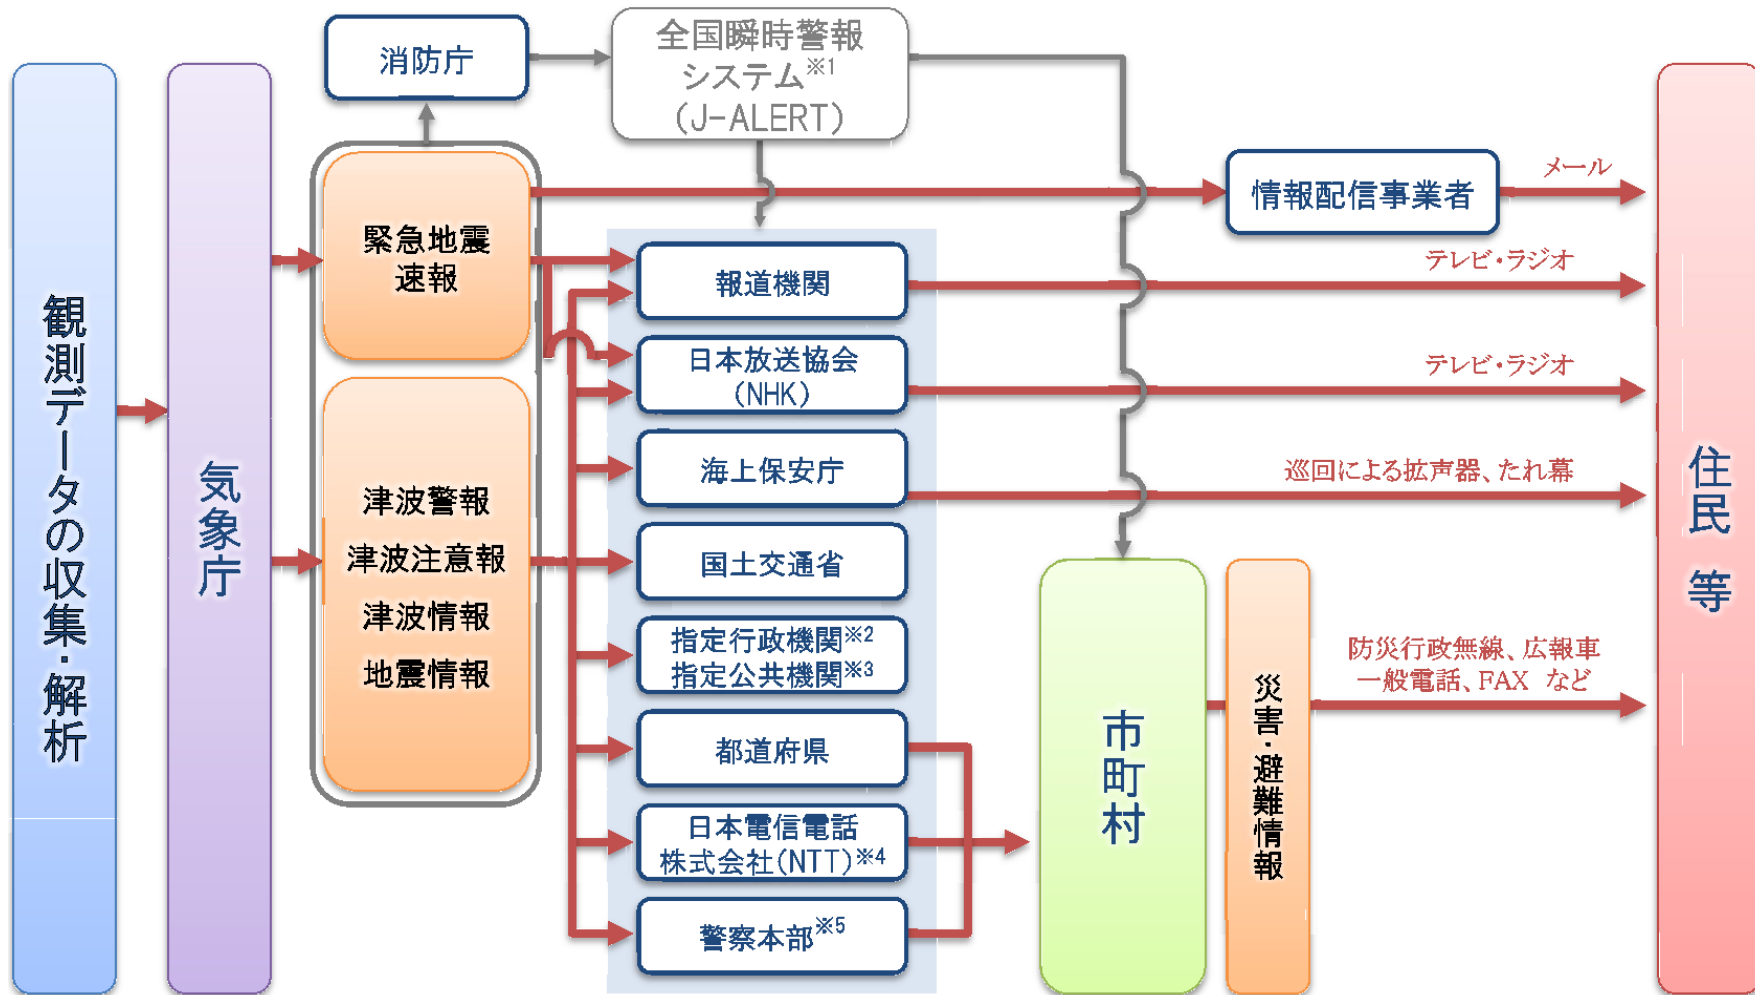 観測データの収集・解析
気象庁
消防庁
全国瞬時警報
システム※1
(J-ALERT)
緊急地震
速報
津波警報
津波注意報
津波情報
地震情報
報道機関
日本放送協会
(NHK)
海上保安庁
国土交通省
指定行政機関※2
指定公共機関※3
都道府県
日本電信電話
株式会社(NTT)※4
警察本部※5
情報配信事業者
市町村
災害・避難情報
メール
テレビ・ラジオ
テレビ・ラジオ
巡回による拡声器、たれ幕
防災行政無線、広報車
一般電話、FAX など
住民 等